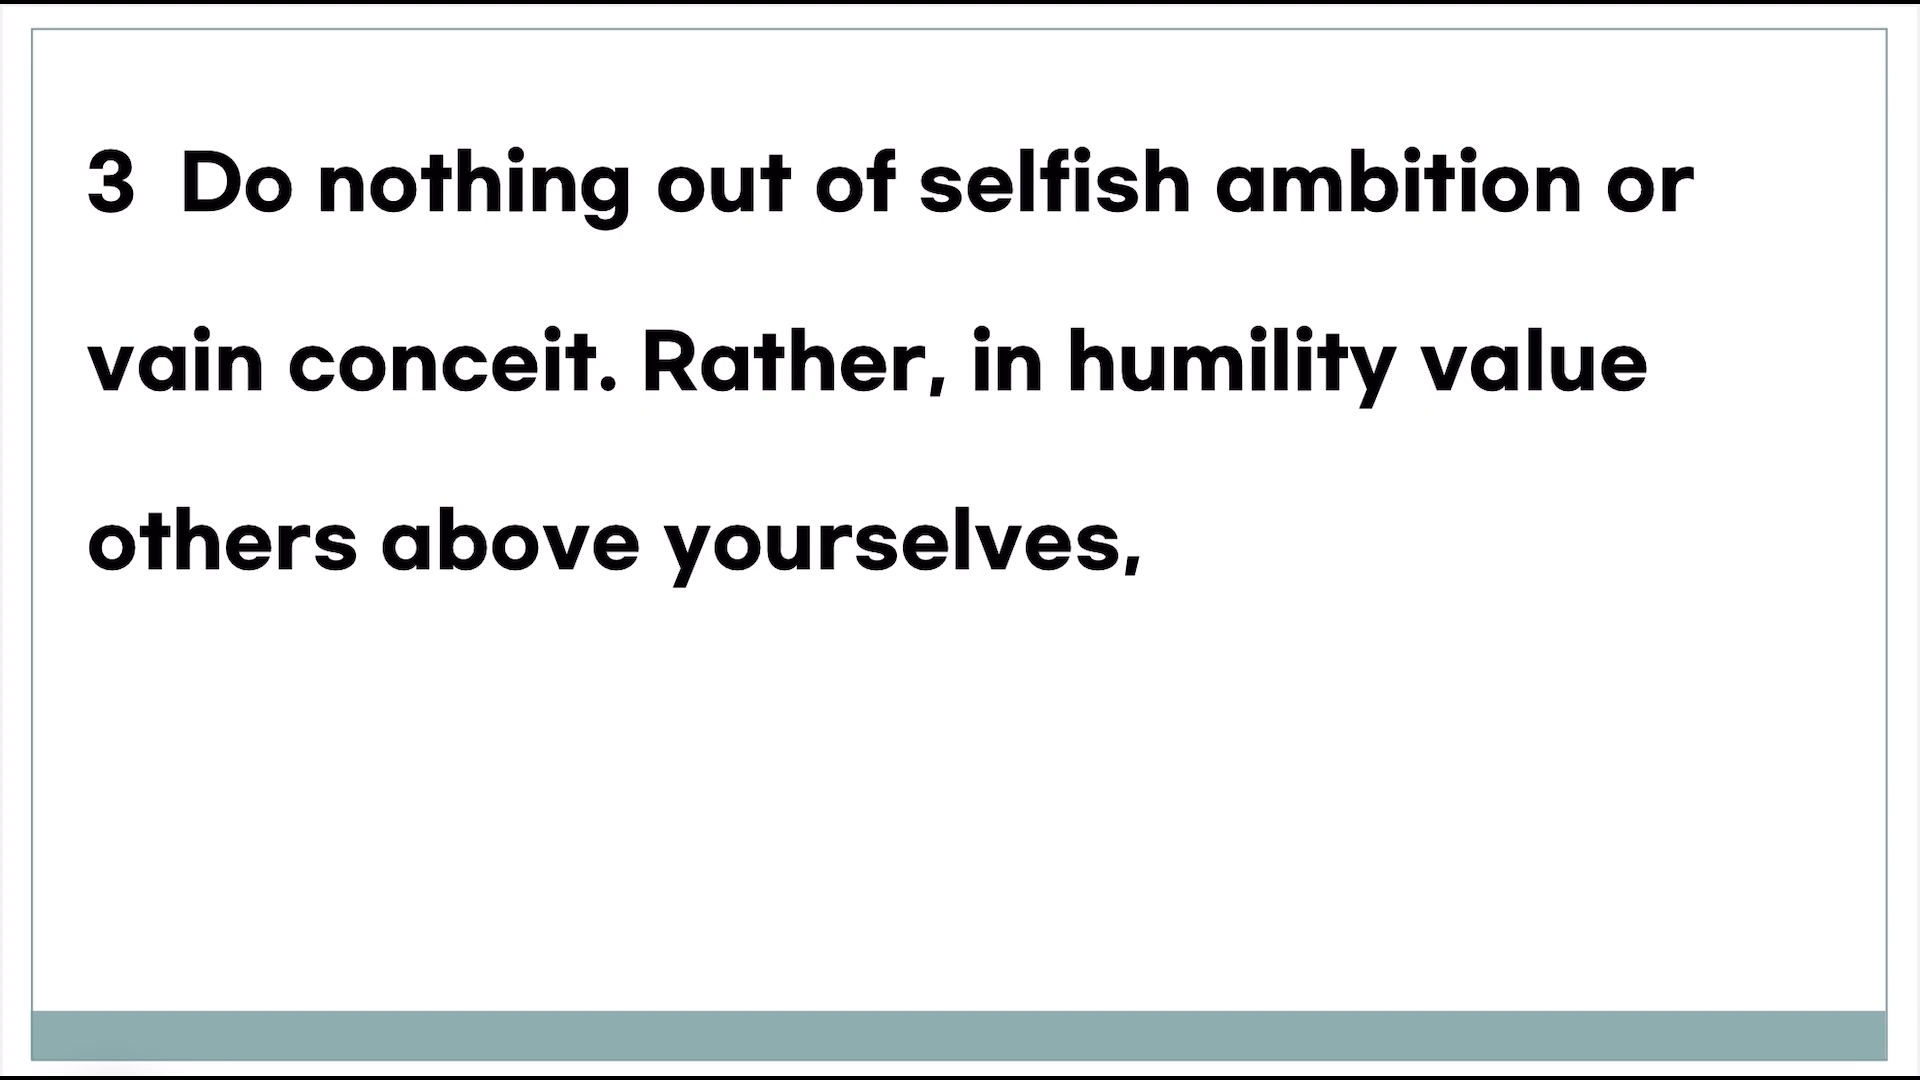 3  Do nothing out of selfish ambition or
vain conceit. Rather, in humility value
others above yourselves,